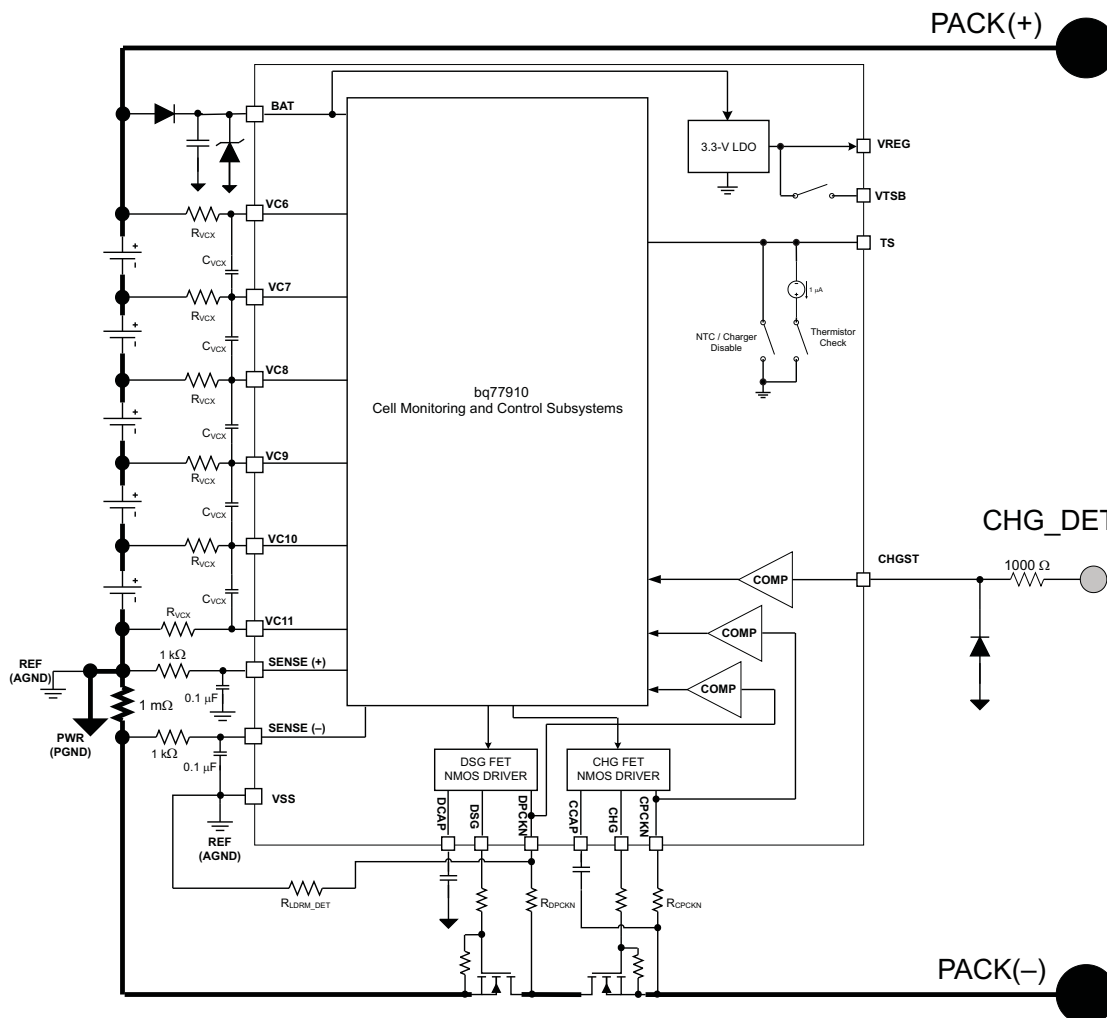 PACK(+)
BAT
3.3-V LDO
VREG
VTSB
VC6
TS
RVCX
CVCX
1 μA
VC7
RVCX
NTC / Charger
Disable
Thermistor
Check
CVCX
VC8
RVCX
bq77910
Cell Monitoring and Control Subsystems
CVCX
VC9
RVCX
CVCX
CHG_DET
VC10
CHGST
1000 Ω
RVCX
COMP
CVCX
RVCX
VC11
COMP
REF
(AGND)
1 kΩ
SENSE (+)
COMP
0.1 μF
1 mΩ
PWR
(PGND)
SENSE (–)
1 kΩ
0.1 μF
DSG FET
NMOS DRIVER
CHG FET
NMOS DRIVER
VSS
DCAP
DSG
DPCKN
CCAP
CHG
CPCKN
REF
(AGND)
RLDRM_DET
RDPCKN
RCPCKN
PACK(–)
+
+
+
+
+